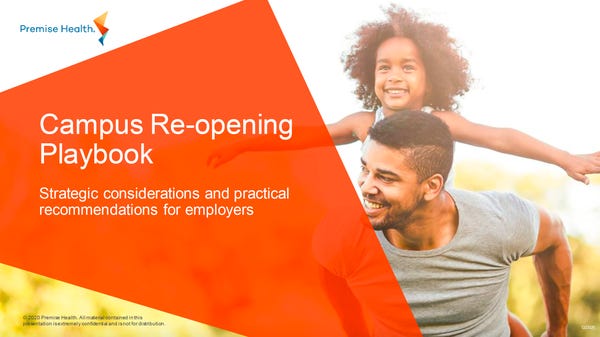 Premise Health.
Campus Re-opening
Playbook
Strategic considerations and practical
recommendations for employers
© 2020 Premise Health. All material contained in this
presentation is extremely confidential and is not for distribution.